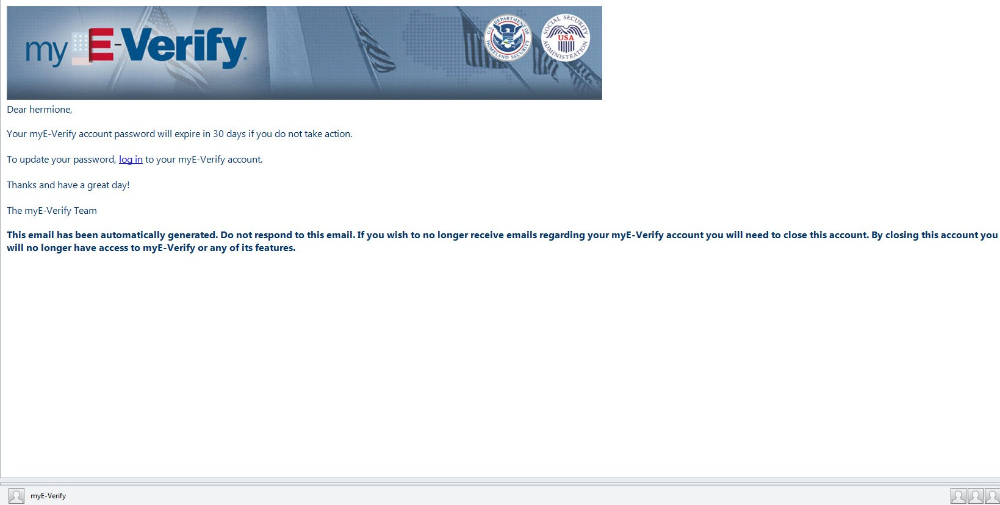 my E-Verify®
U.S. DEPARTMENT OF HOMELAND SECURITY
SOCIAL SECURITY ADMINISTRATION
USA
Dear hermione,
Your myE-Verify account password will expire in 30 days if you do not take action.
To update your password, log in to your myE-Verify account.
Thanks and have a great day!
The myE-Verify Team
This email has been automatically generated. Do not respond to this email. If you wish to no longer receive emails regarding your myE-Verify account you will need to close this account. By closing this account you
will no longer have access to myE-Verify or any of its features.
myE-Verify